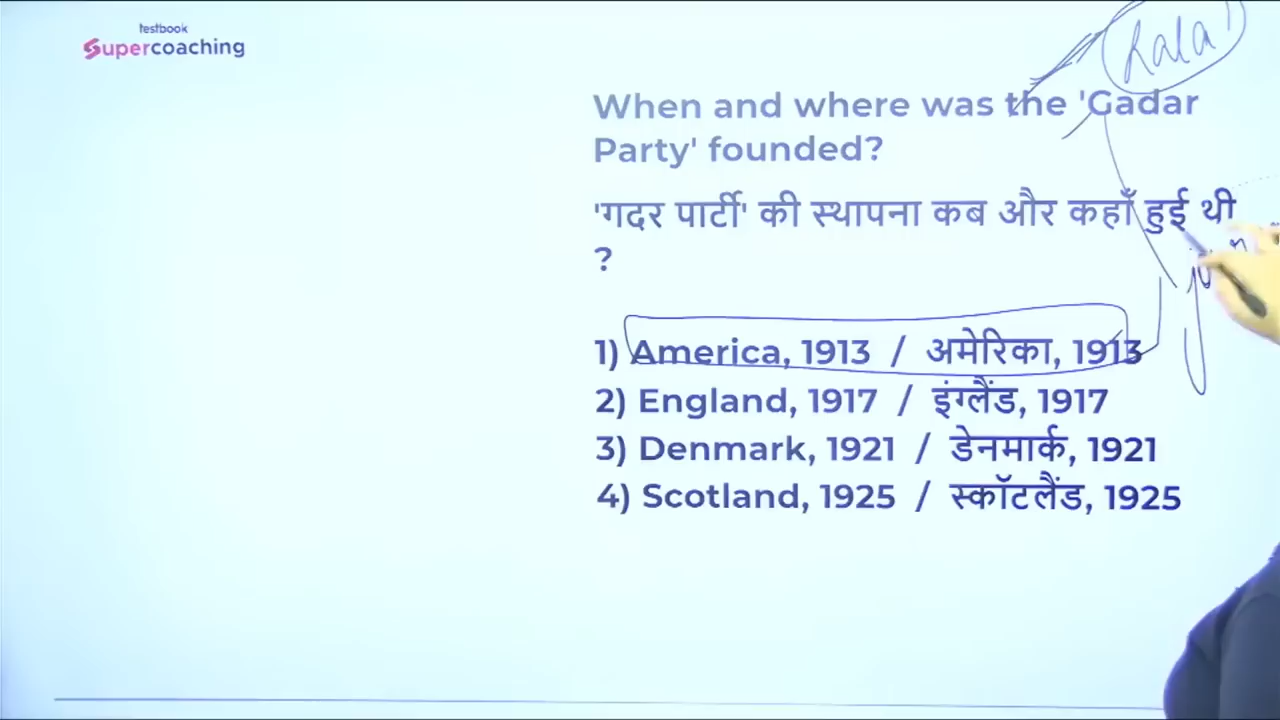 testbook
Supercoaching
Lala
When and where was the 'Gadar
Party' founded?
'गदर पार्टी' की स्थापना कब और कहाँ हुई थी
?
1) America, 1913 / अमेरिका, 1913
2) England, 1917 / इंग्लैंड, 1917
3) Denmark, 1921 / डेनमार्क, 1921
4) Scotland, 1925 / स्कॉटलैंड, 1925